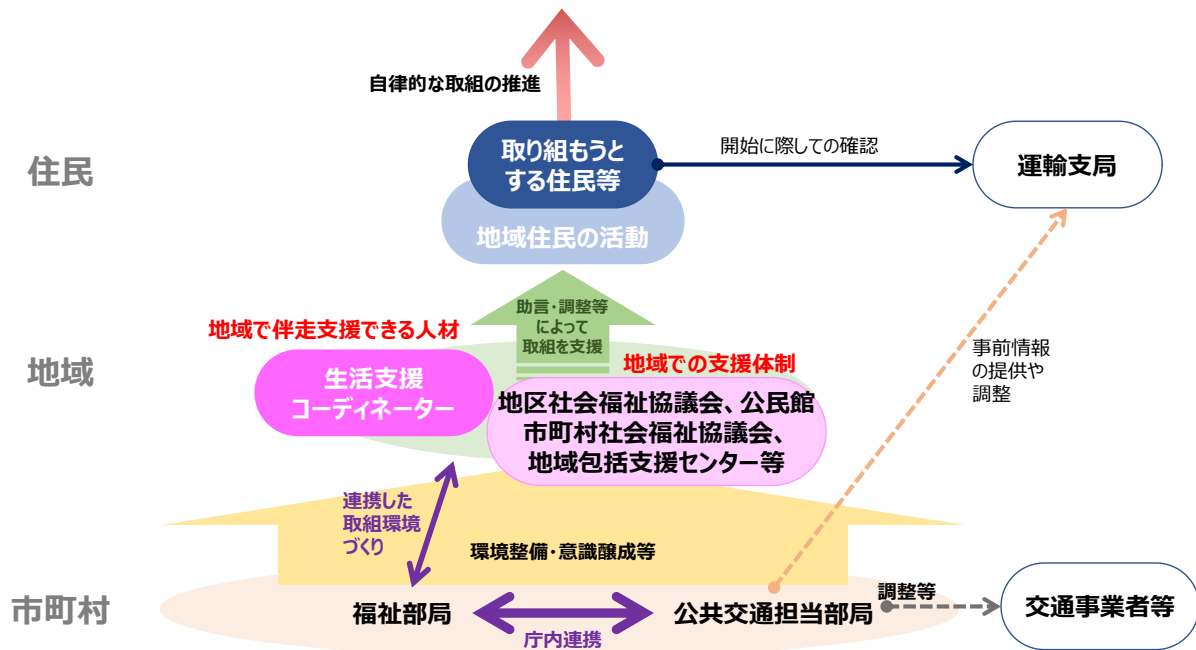 自律的な取組の推進
住民
取り組もうと
する住民等
開始に際しての確認
運輸支局
地域住民の活動
助言・調整等
によって
取組を支援
地域で伴走支援できる人材
地域での支援体制
地域
生活支援
コーディネーター
地区社会福祉協議会、公民館
市町村社会福祉協議会、
地域包括支援センター等
事前情報
の提供や
調整
連携した
取組環境
づくり
環境整備・意識醸成等
市町村
福祉部局
庁内連携
公共交通担当部局
調整等
交通事業者等